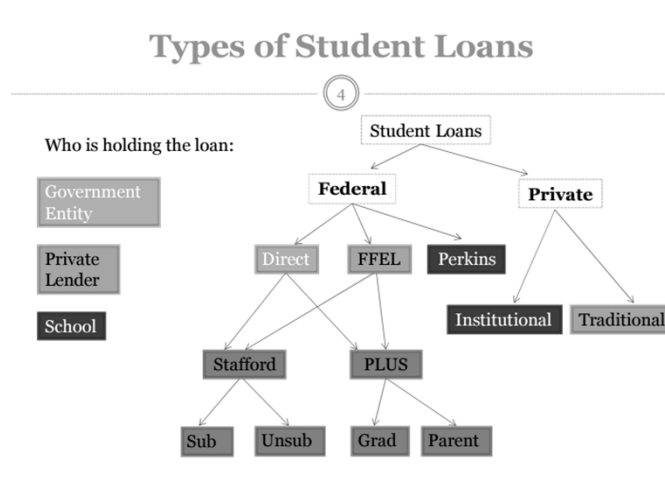 Types of Student Loans
4
Who is holding the loan:
Government
Entity
Private
Lender
School
Student Loans
Federal
Private
Direct
FFEL
Perkins
Institutional
Traditional
Stafford
PLUS
Sub
Unsub
Grad
Parent